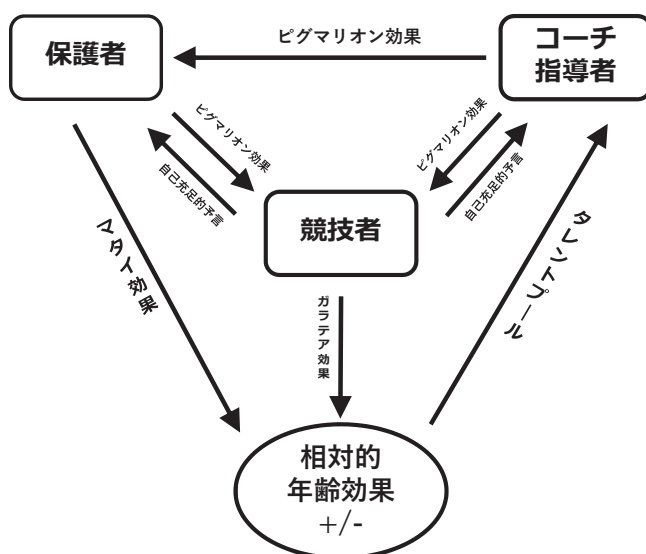 保護者
ピグマリオン効果
コーチ
指導者
ピグマリオン効果
自己充足的予言
ピグマリオン効果
自己充足的予言
競技者
マタイ効果
ガラテア効果
タレントプール
相対的
年齢効果
+/-